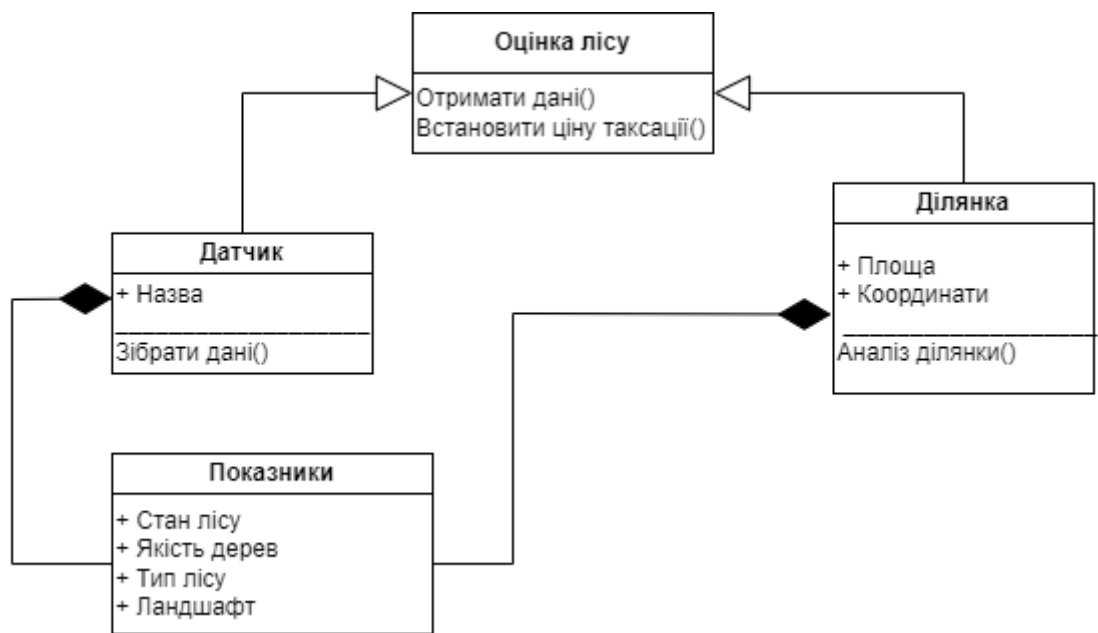 Оцінка лісу
Отримати дані()
Встановити ціну таксації()
Датчик
+ Назва
Зібрати дані()
Ділянка
+ Площа
+ Координати
Аналіз ділянки()
Показники
+ Стан лісу
+ Якість дерев
+ Тип лісу
+ Ландшафт